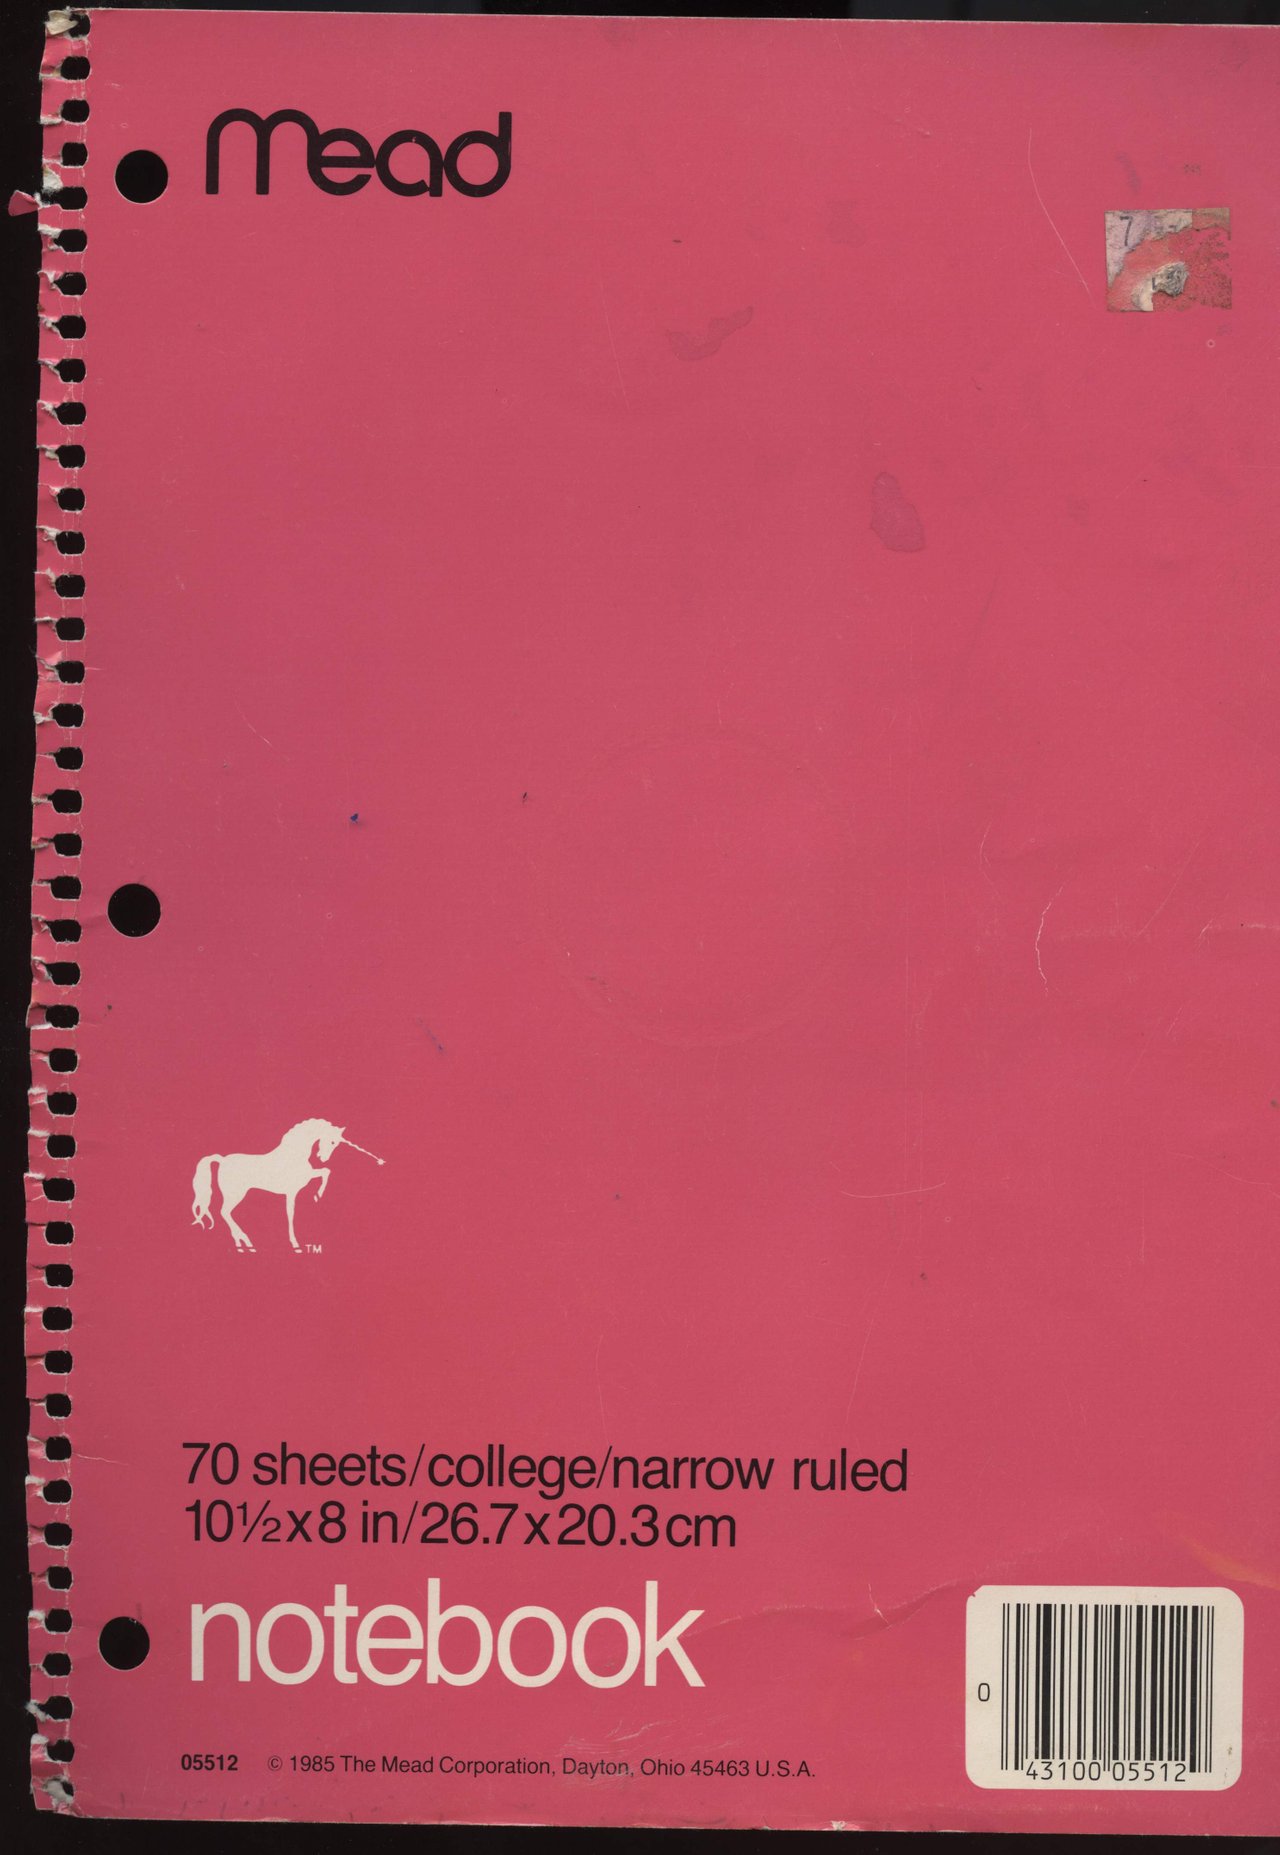 mead
7
TM
70 sheets/college/narrow ruled
10½x8 in/26.7x20.3cm
notebook
05512 © 1985 The Mead Corporation, Dayton, Ohio 45463 U.S.A.
0 43100 05512